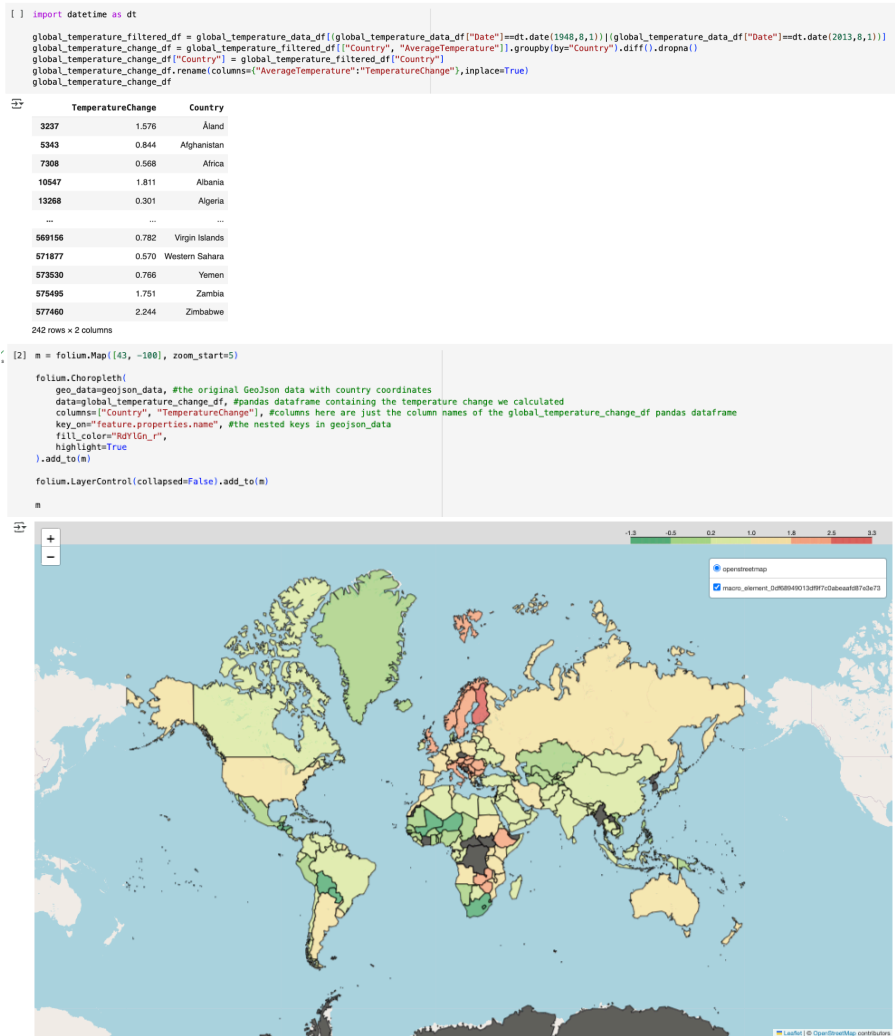 [ ] import datetime as dt
global_temperature_filtered_df = global_temperature_data_df[(global_temperature_data_df["Date"]==dt.date(1948,8,1))|(global_temperature_data_df["Date"]==dt.date(2013,8,1))]
global_temperature_change_df = global_temperature_filtered_df[["Country", "AverageTemperature"]].groupby(by="Country").diff().dropna()
global_temperature_change_df["Country"] = global_temperature_filtered_df["Country"]
global_temperature_change_df.rename(columns={"AverageTemperature":"TemperatureChange"},inplace=True)
global_temperature_change_df
TemperatureChange Country
3237 1.576 Åland
5343 0.844 Afghanistan
7308 0.568 Africa
10547 1.811 Albania
13268 0.301 Algeria
... ... ...
569156 0.782 Virgin Islands
571877 0.570 Western Sahara
573530 0.766 Yemen
575495 1.751 Zambia
577460 2.244 Zimbabwe
242 rows × 2 columns
[2] m = folium.Map([43, -100], zoom_start=5)
folium.Choropleth(
geo_data=geojson_data, #the original GeoJson data with country coordinates
data=global_temperature_change_df, #pandas dataframe containing the temperature change we calculated
columns=["Country", "TemperatureChange"], #columns here are just the column names of the global_temperature_change_df pandas dataframe
key_on="feature.properties.name", #the nested keys in geojson_data
fill_color="RdYlGn_r",
highlight=True
).add_to(m)
folium.LayerControl(collapsed=False).add_to(m)
m
+
−
-1.3 -0.5 0.2 1.0 1.8 2.5 3.3
openstreetmap
macro_element_0df68949013df9f7c0abeaafd87e3e73
Leaflet | © OpenStreetMap contributors